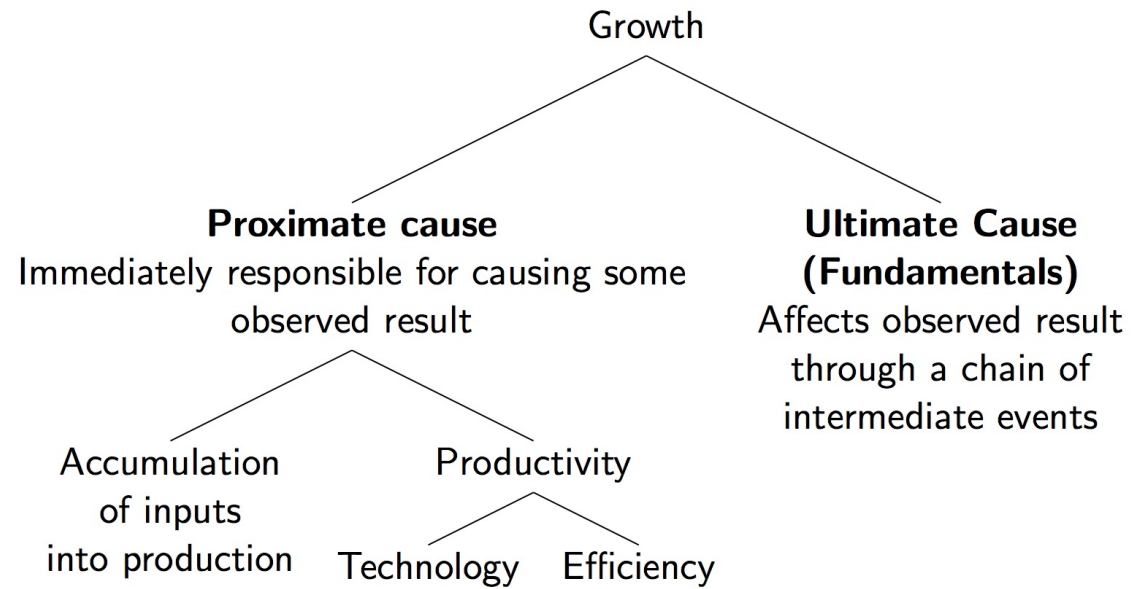 Growth
Proximate cause
Immediately responsible for causing some
observed result
Ultimate Cause
(Fundamentals)
Affects observed result
through a chain of
intermediate events
Accumulation
of inputs
into production
Productivity
Technology
Efficiency